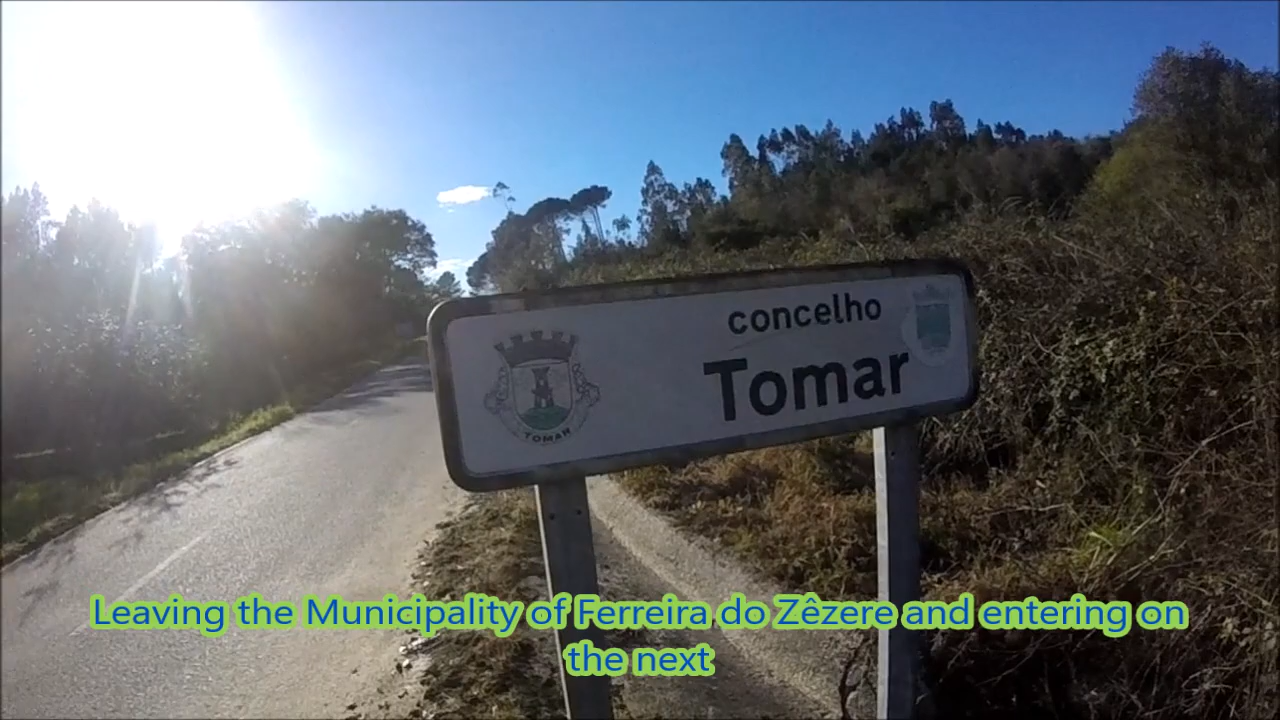 concelho
Tomar
TOMAR
Leaving the Municipality of Ferreira do Zêzere and entering on
the next